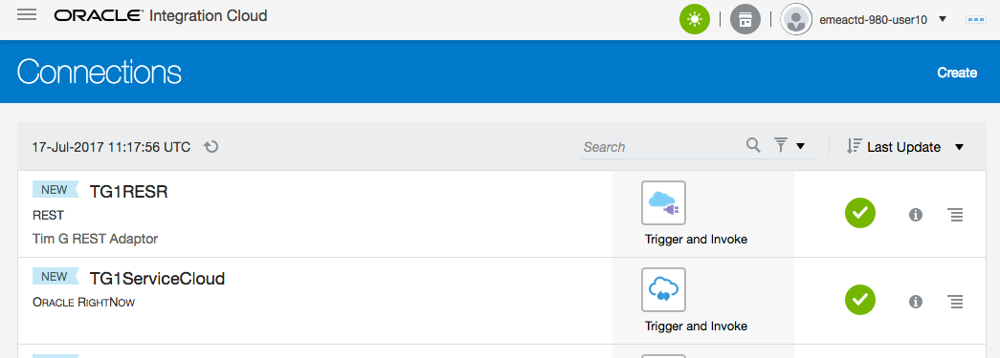 ORACLE® Integration Cloud
emeactd-980-user10
Connections
Create
17-Jul-2017 11:17:56 UTC
Search
Last Update
NEW TG1RESR
REST
Tim G REST Adaptor
Trigger and Invoke
NEW TG1ServiceCloud
ORACLE RIGHTNOW
Trigger and Invoke